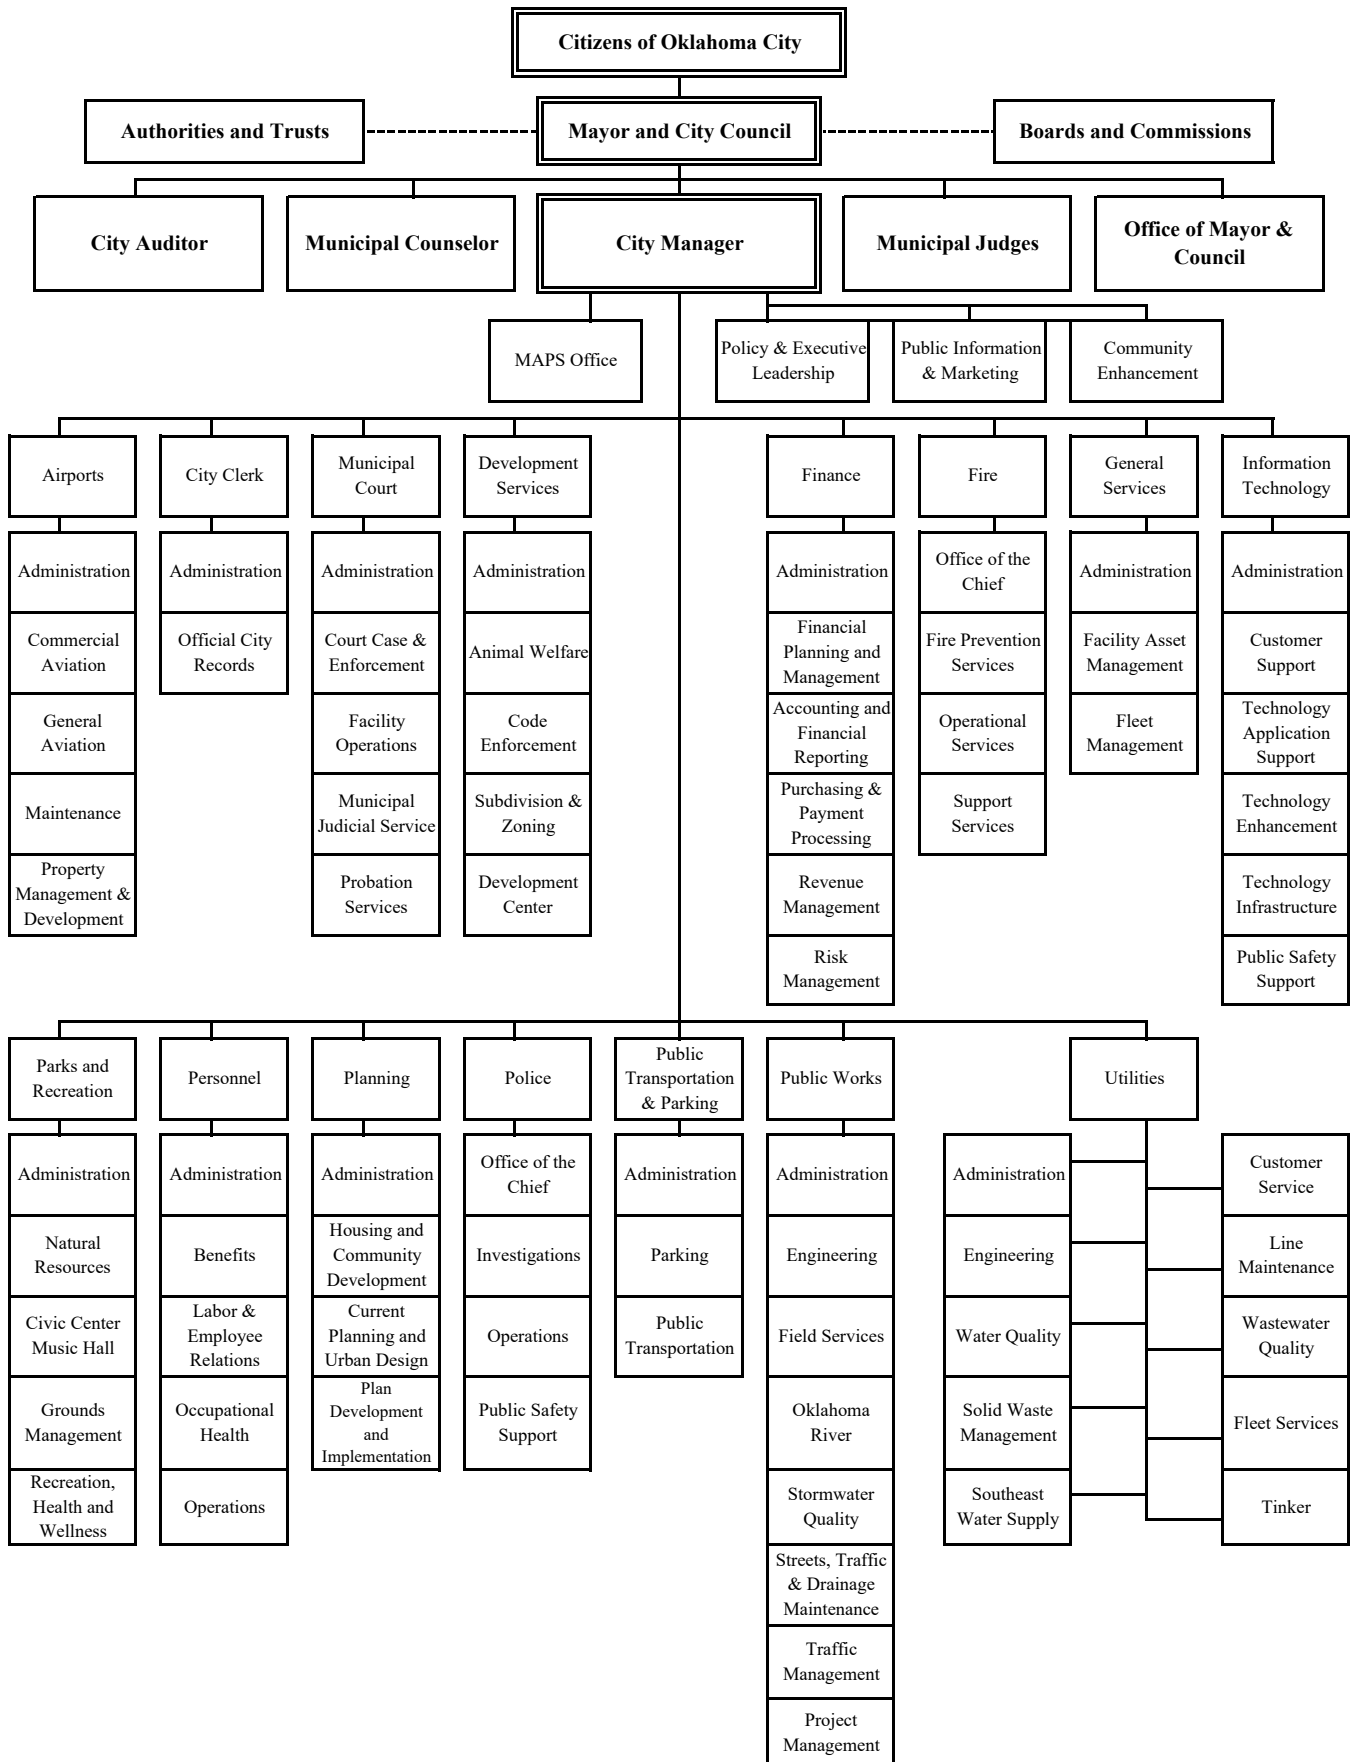 Citizens of Oklahoma City
Authorities and Trusts
Mayor and City Council
Boards and Commissions
City Auditor
Municipal Counselor
City Manager
Municipal Judges
Office of Mayor &
Council
MAPS Office
Policy & Executive
Leadership
Public Information
& Marketing
Community
Enhancement
Airports
City Clerk
Municipal
Court
Development
Services
Finance
Fire
General
Services
Information
Technology
Administration
Commercial
Aviation
General
Aviation
Maintenance
Property
Management &
Development
Administration
Official City
Records
Administration
Court Case &
Enforcement
Facility
Operations
Municipal
Judicial Service
Probation
Services
Administration
Animal Welfare
Code
Enforcement
Subdivision &
Zoning
Development
Center
Administration
Financial
Planning and
Management
Accounting and
Financial
Reporting
Purchasing &
Payment
Processing
Revenue
Management
Risk
Management
Office of the
Chief
Fire Prevention
Services
Operational
Services
Support
Services
Administration
Facility Asset
Management
Fleet
Management
Administration
Customer
Support
Technology
Application
Support
Technology
Enhancement
Technology
Infrastructure
Public Safety
Support
Parks and
Recreation
Personnel
Planning
Police
Public
Transportation
& Parking
Public Works
Utilities
Administration
Natural
Resources
Civic Center
Music Hall
Grounds
Management
Recreation,
Health and
Wellness
Administration
Benefits
Labor &
Employee
Relations
Occupational
Health
Operations
Administration
Housing and
Community
Development
Current
Planning and
Urban Design
Plan
Development
and
Implementation
Office of the
Chief
Investigations
Operations
Public Safety
Support
Administration
Parking
Public
Transportation
Administration
Engineering
Field Services
Oklahoma
River
Stormwater
Quality
Streets, Traffic
& Drainage
Maintenance
Traffic
Management
Project
Management
Administration
Engineering
Water Quality
Solid Waste
Management
Southeast
Water Supply
Customer
Service
Line
Maintenance
Wastewater
Quality
Fleet Services
Tinker